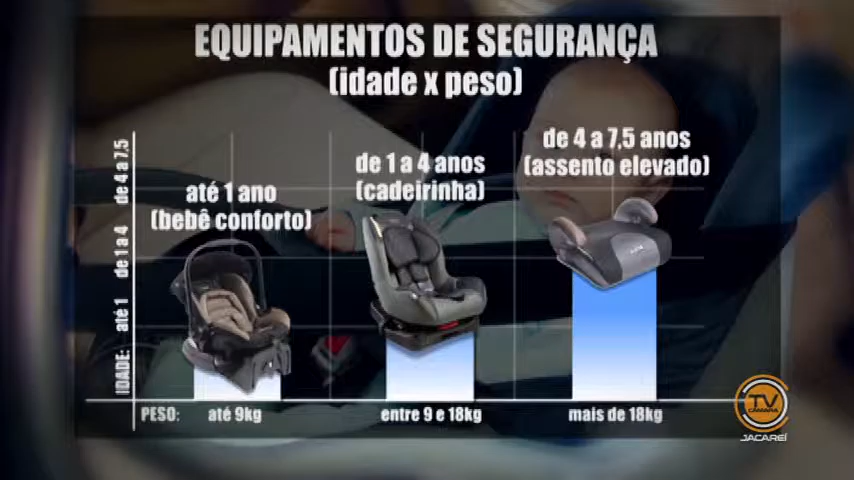 EQUIPAMENTOS DE SEGURANÇA
(idade x peso)
até 1 ano
(bebê conforto)
de 1 a 4 anos
(cadeirinha)
de 4 a 7,5 anos
(assento elevado)
IDADE:
até 1
de 1 a 4
de 4 a 7.5
PESO:
até 9kg
entre 9 e 18kg
mais de 18kg
TV
CÂMARA
JACAREÍ